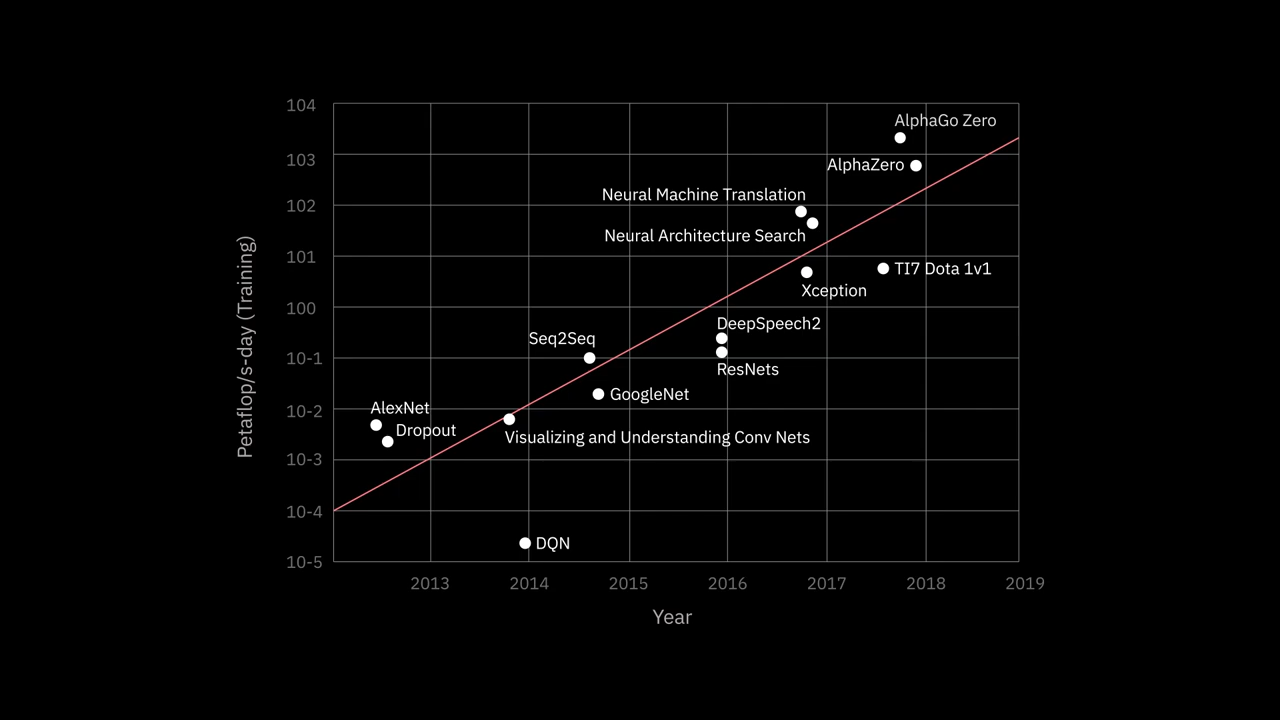 104
AlphaGo Zero
103
AlphaZero
Neural Machine Translation
102
Neural Architecture Search
101
TI7 Dota 1v1
Xception
100
DeepSpeech2
Seq2Seq
10-1
ResNets
GoogleNet
10-2
AlexNet
Dropout
Visualizing and Understanding Conv Nets
10-3
10-4
DQN
10-5
Petaflop/s-day (Training)
2013 2014 2015 2016 2017 2018 2019
Year